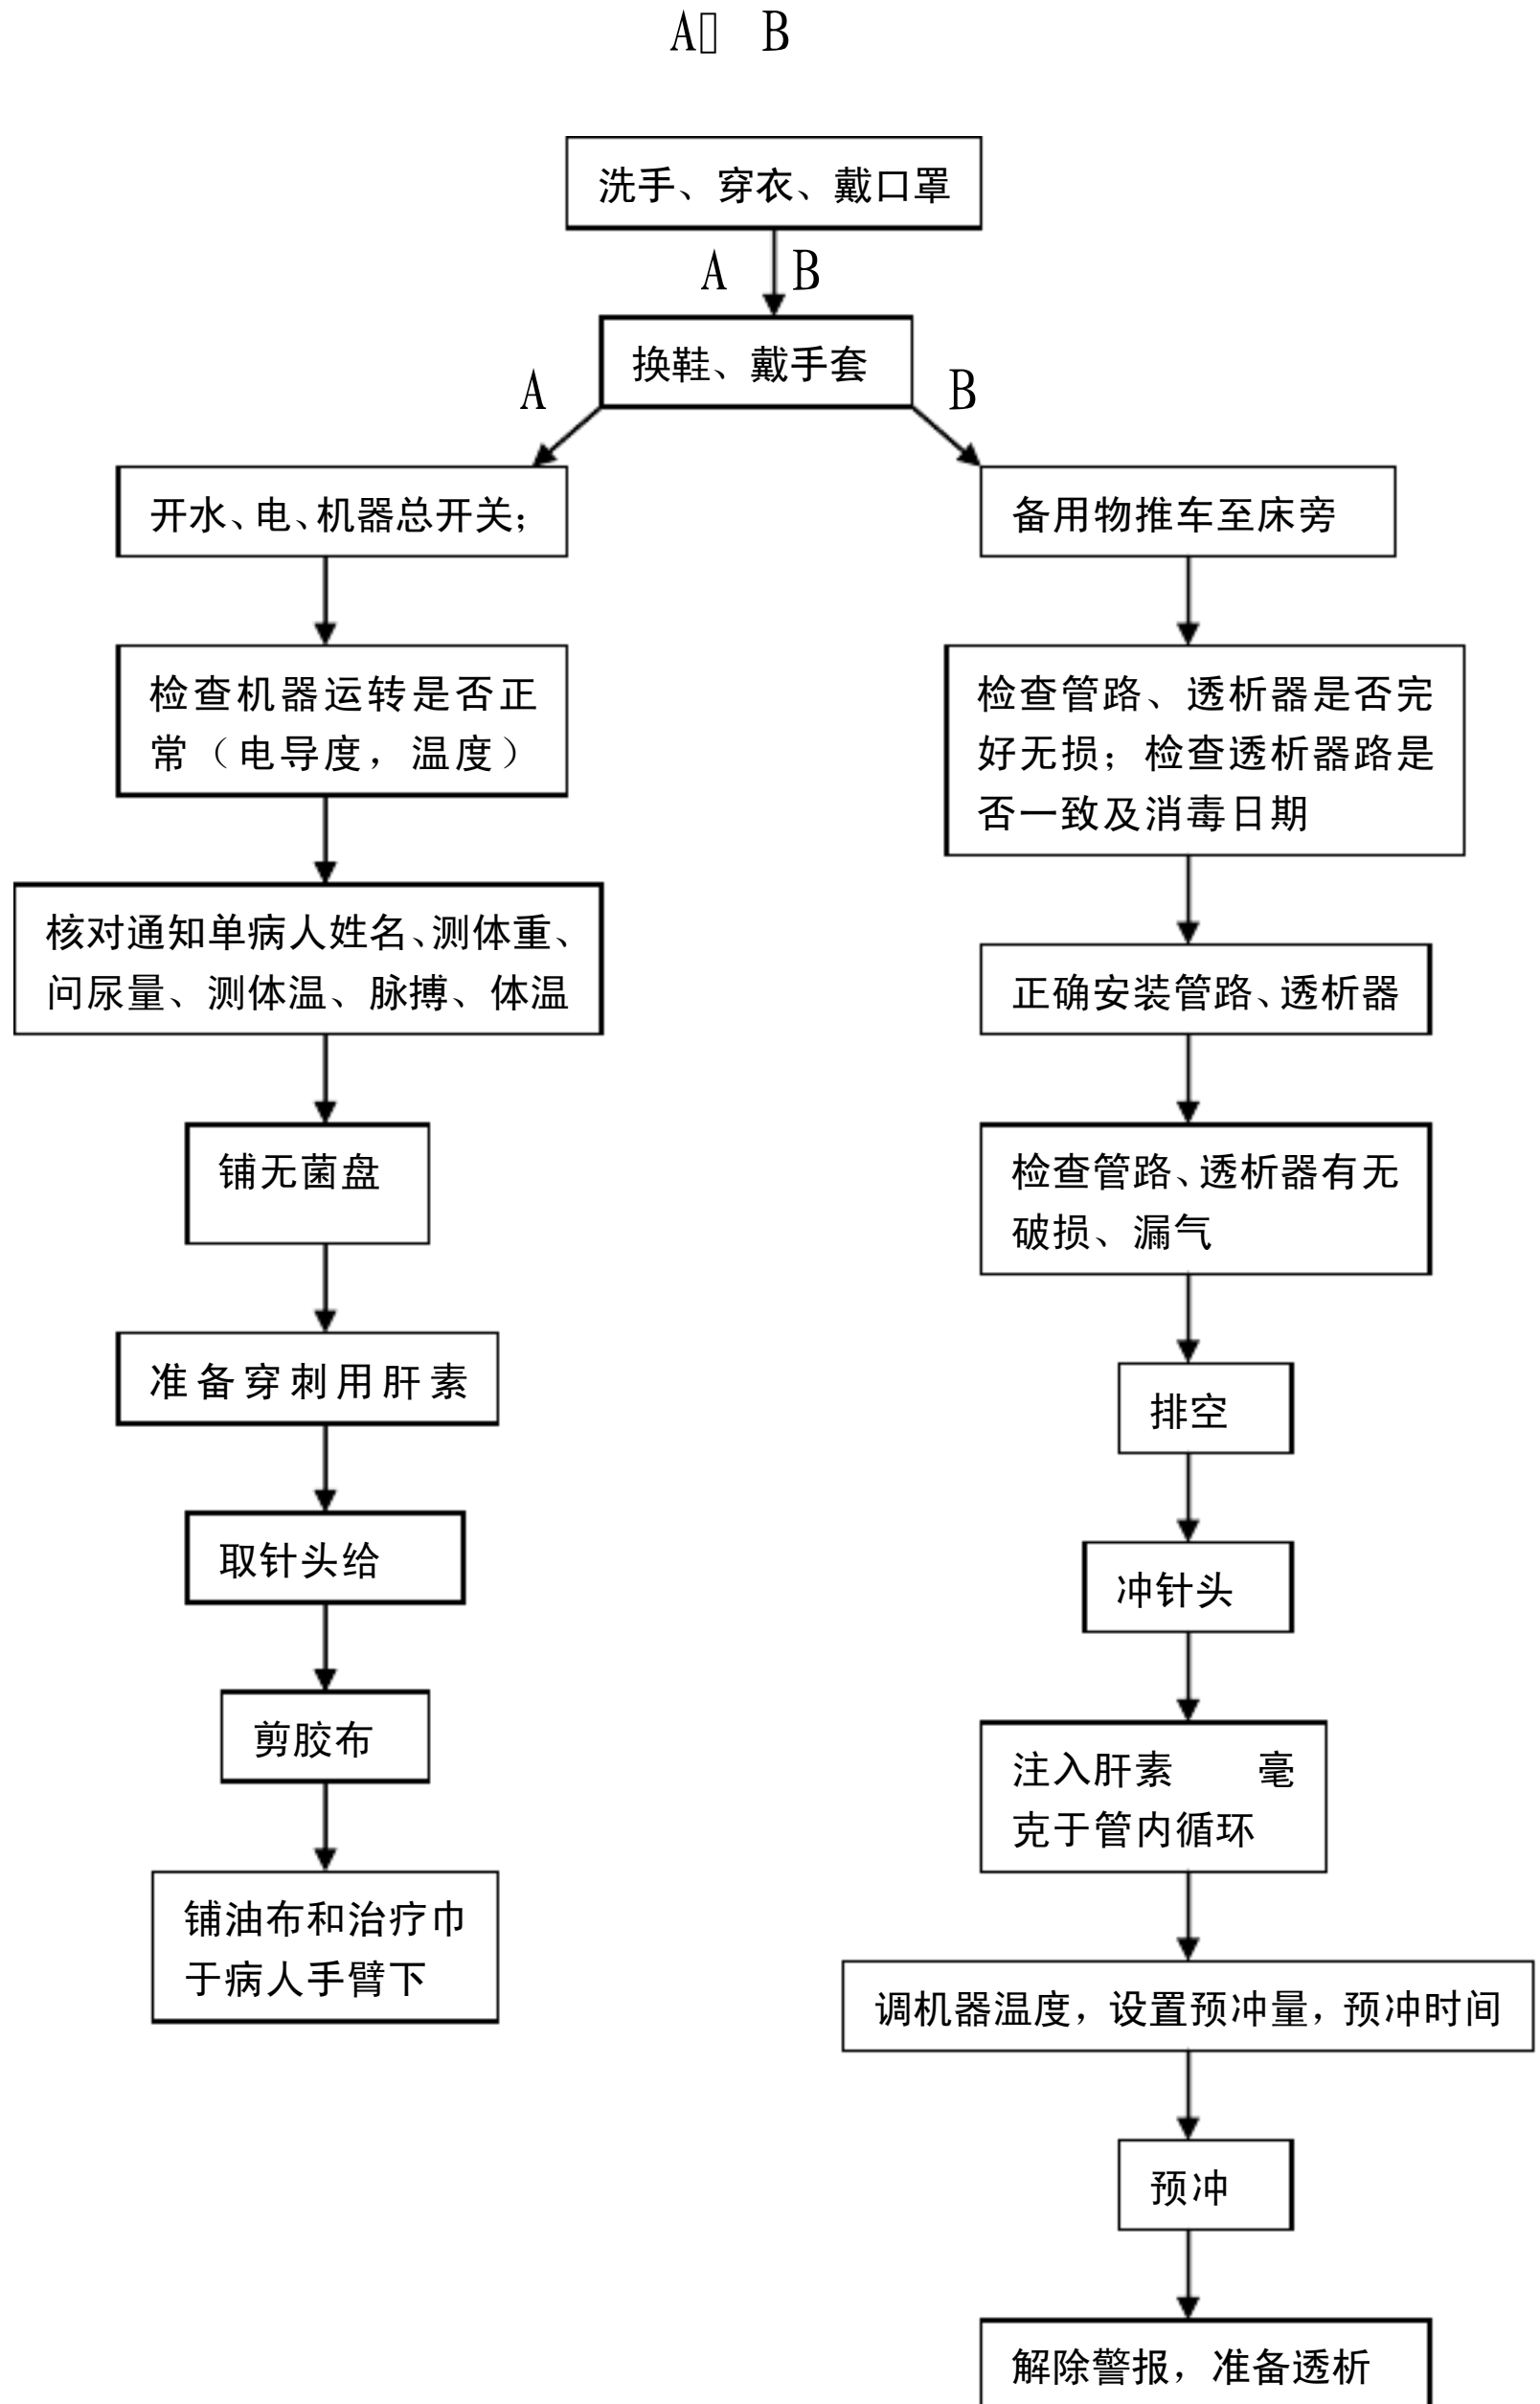 A、 B
洗手、穿衣、戴口罩
A B
换鞋、戴手套
A
B
开水、电、机器总开关;
检查机器运转是否正
常（电导度，温度）
核对通知单病人姓名、测体重、
问尿量、测体温、脉搏、体温
铺无菌盘
准备穿刺用肝素
取针头给
剪胶布
铺油布和治疗巾
于病人手臂下
备用物推车至床旁
检查管路、透析器是否完
好无损；检查透析器路是
否一致及消毒日期
正确安装管路、透析器
检查管路、透析器有无
破损、漏气
排空
冲针头
注入肝素 毫
克于管内循环
调机器温度，设置预冲量，预冲时间
预冲
解除警报，准备透析